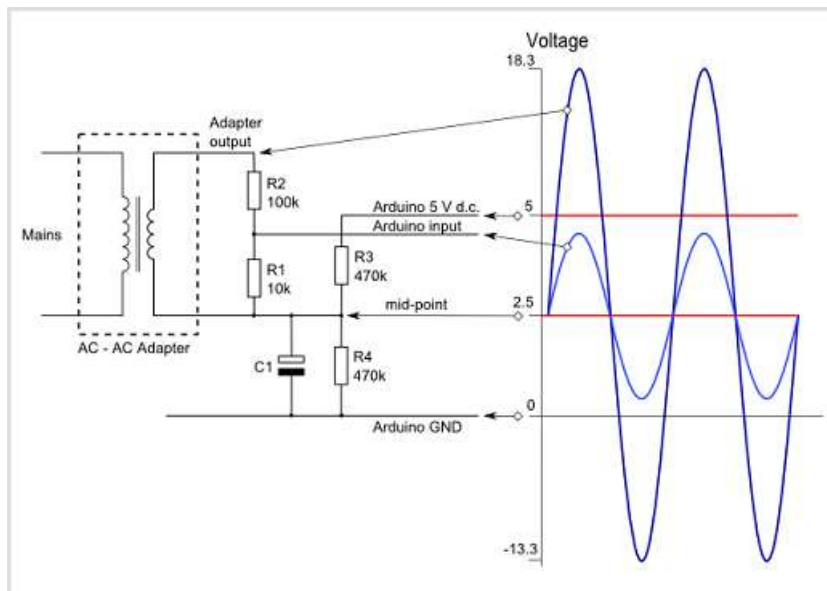 Voltage
18.3
Adapter
output
R2
100k
Arduino 5 V d.c.
5
Arduino input
Mains
R1
10k
R3
470k
mid-point
2.5
AC - AC Adapter
C1
R4
470k
0
Arduino GND
-13.3